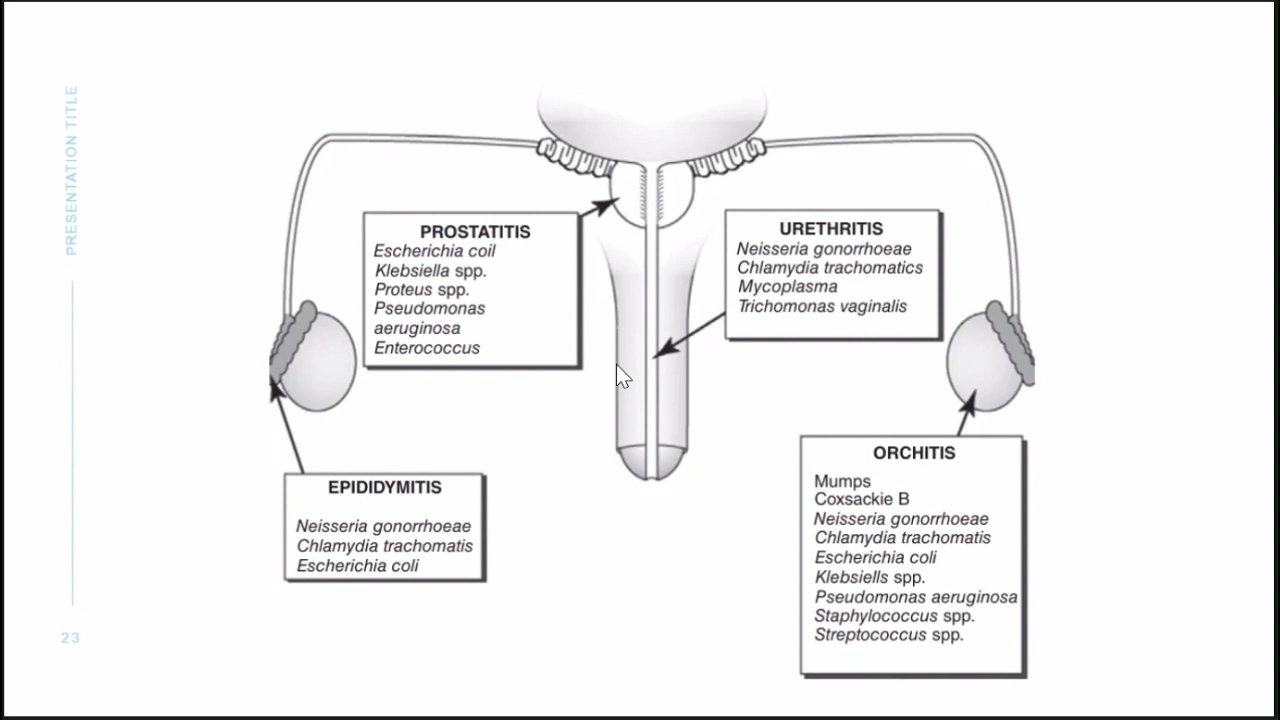 PRESENTATION TITLE
23
PROSTATITIS
Escherichia coil
Klebsiella spp.
Proteus spp.
Pseudomonas
aeruginosa
Enterococcus
URETHRITIS
Neisseria gonorrhoeae
Chlamydia trachomatics
Mycoplasma
Trichomonas vaginalis
EPIDIDYMITIS
Neisseria gonorrhoeae
Chlamydia trachomatis
Escherichia coli
ORCHITIS
Mumps
Coxsackie B
Neisseria gonorrhoeae
Chlamydia trachomatis
Escherichia coli
Klebsiells spp.
Pseudomonas aeruginosa
Staphylococcus spp.
Streptococcus spp.